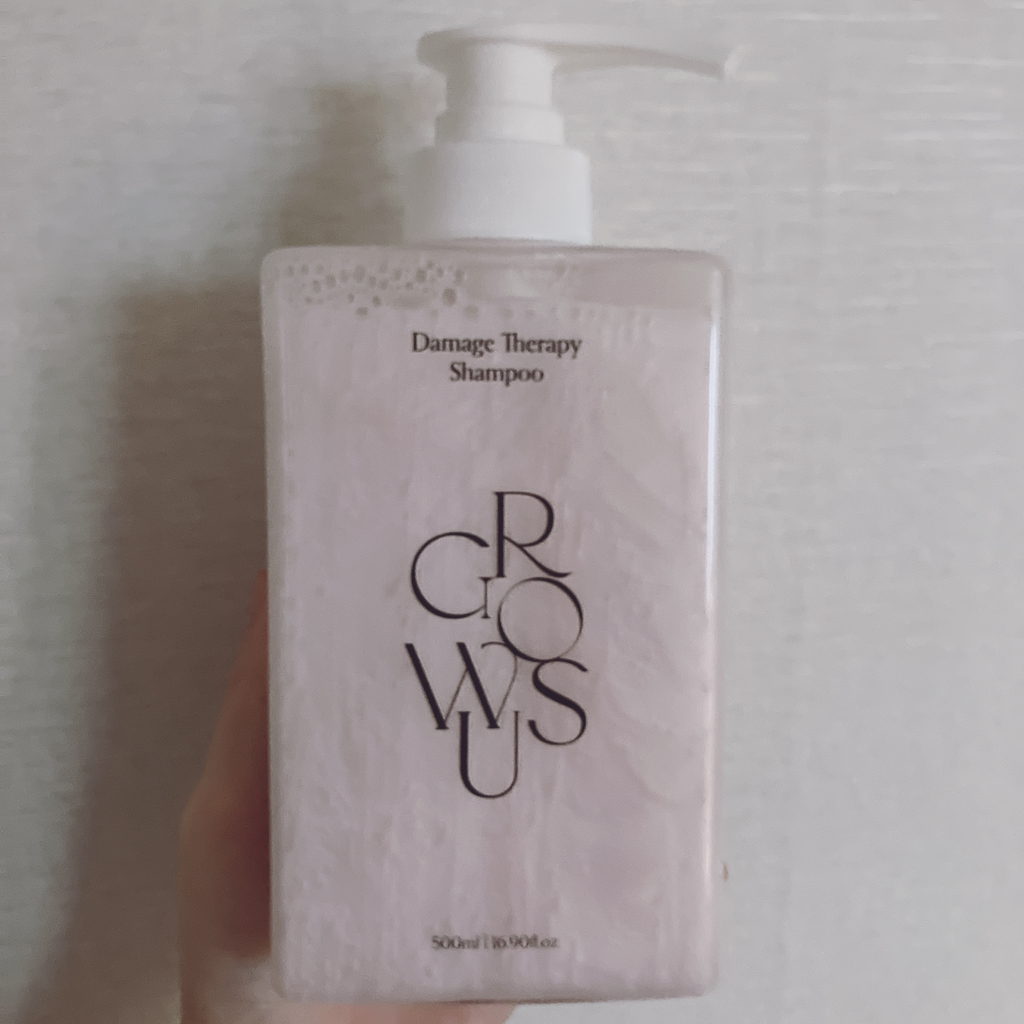 Damage Therapy
Shampoo
GROWUS
500ml | 16.90fl.oz